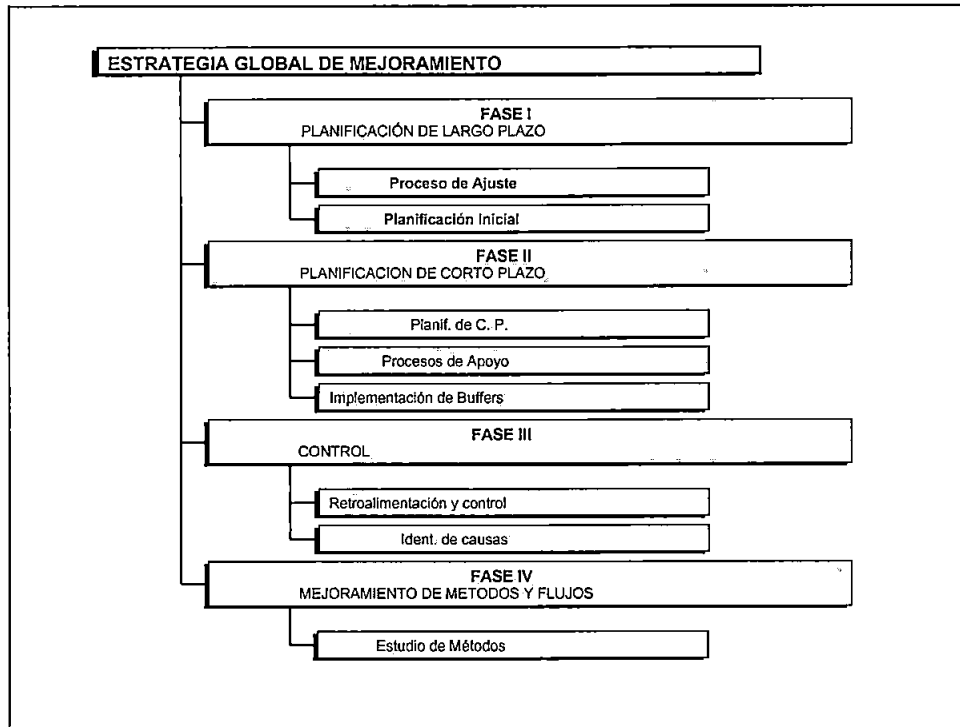 ESTRATEGIA GLOBAL DE MEJORAMIENTO
FASE I
PLANIFICACIÓN DE LARGO PLAZO
Proceso de Ajuste
Planificación Inicial
FASE II
PLANIFICACION DE CORTO PLAZO
Planif. de C. P.
Procesos de Apoyo
Implementación de Buffers
FASE III
CONTROL
Retroalimentación y control
Ident. de causas
FASE IV
MEJORAMIENTO DE METODOS Y FLUJOS
Estudio de Métodos